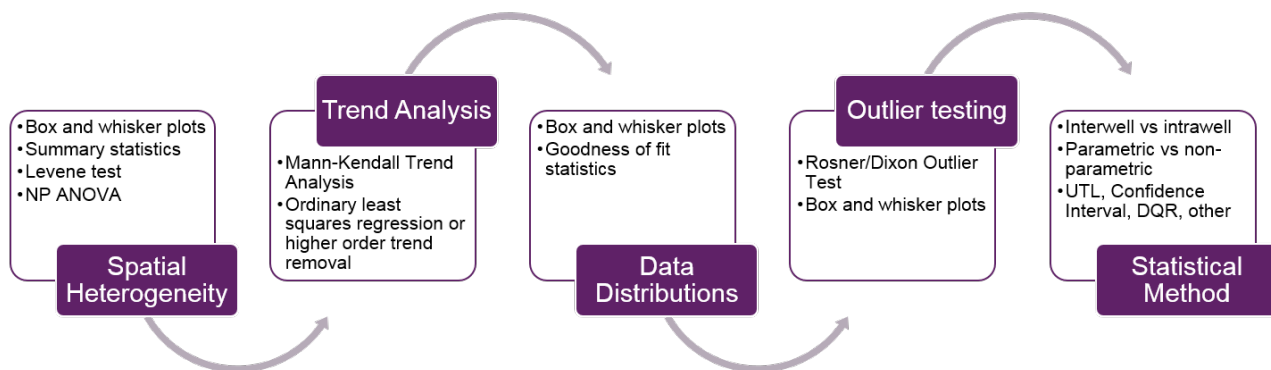 •Box and whisker plots
•Summary statistics
•Levene test
•NP ANOVA
Spatial
Heterogeneity
Trend Analysis
•Mann-Kendall Trend
Analysis
•Ordinary least
squares regression or
higher order trend
removal
•Box and whisker plots
•Goodness of fit
statistics
Data
Distributions
Outlier testing
•Rosner/Dixon Outlier
Test
•Box and whisker plots
•Interwell vs intrawell
•Parametric vs non-
parametric
•UTL, Confidence
Interval, DQR, other
Statistical
Method